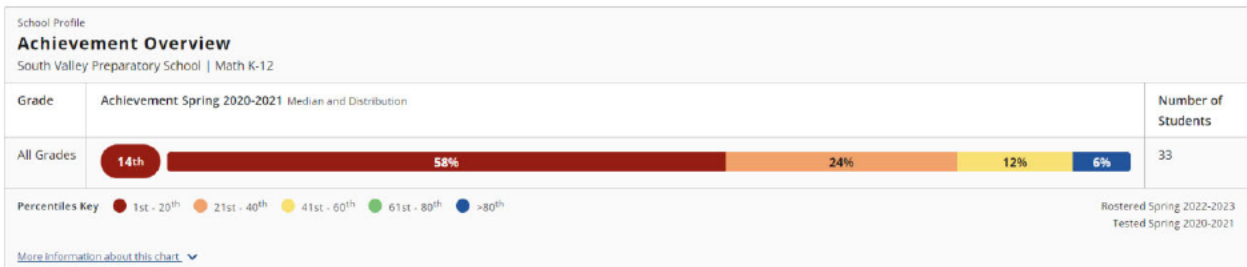 School Profile
Achievement Overview
South Valley Preparatory School | Math K-12
Grade Achievement Spring 2020-2021 Median and Distribution Number of
Students
All Grades 14th 58% 24% 12% 6% 33
Percentiles Key 1st - 20th 21st - 40th 41st - 60th 61st - 80th >80th Rostered Spring 2022-2023
Tested Spring 2020-2021
More information about this chart